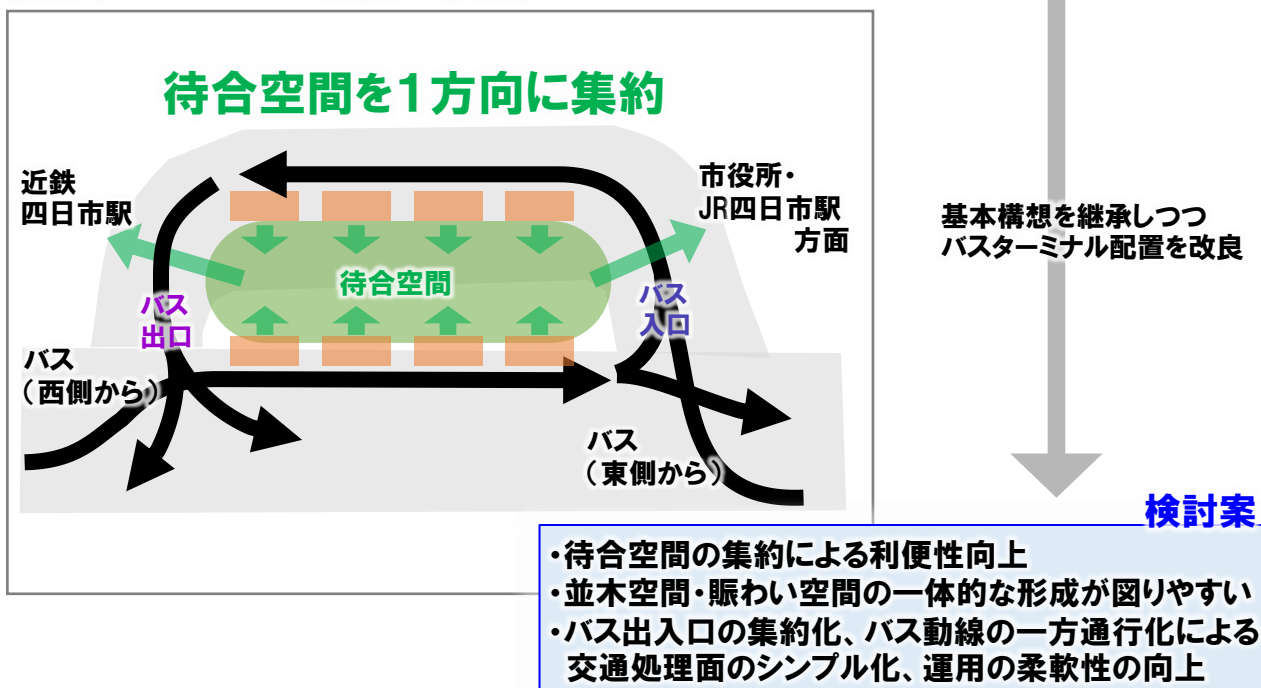 待合空間を1方向に集約
近鉄
四日市駅
市役所・
JR四日市駅
方面
待合空間
バス
出口
バス
入口
バス
（西側から）
バス
（東側から）
基本構想を継承しつつ
バスターミナル配置を改良
検討案
・待合空間の集約による利便性向上
・並木空間・賑わい空間の一体的な形成が図りやすい
・バス出入口の集約化、バス動線の一方通行化による
交通処理面のシンプル化、運用の柔軟性の向上